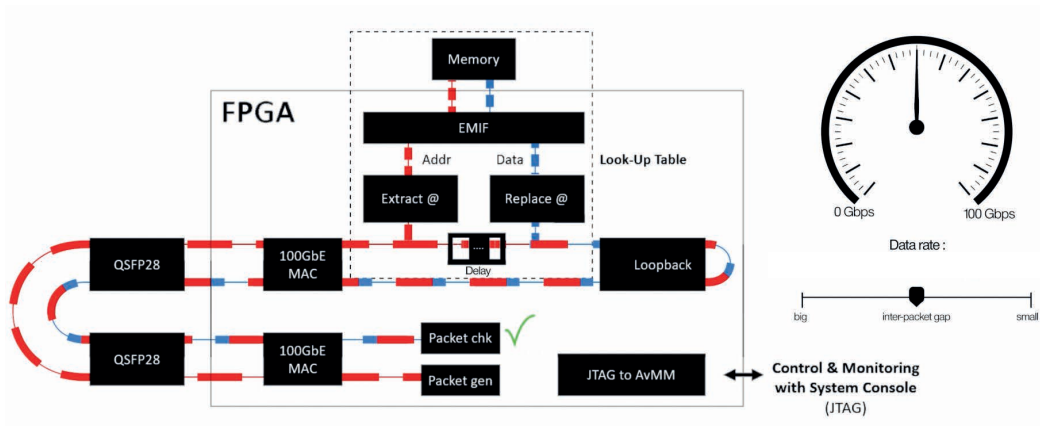 Memory
FPGA
EMIF
Addr
Data
Look-Up Table
Extract @
Replace @
0 Gbps
100 Gbps
QSFP28
100GbE
MAC
....
Delay
Loopback
Data rate :
big
inter-packet gap
small
QSFP28
100GbE
MAC
Packet chk
Packet gen
JTAG to AvMM
Control & Monitoring
with System Console
(JTAG)